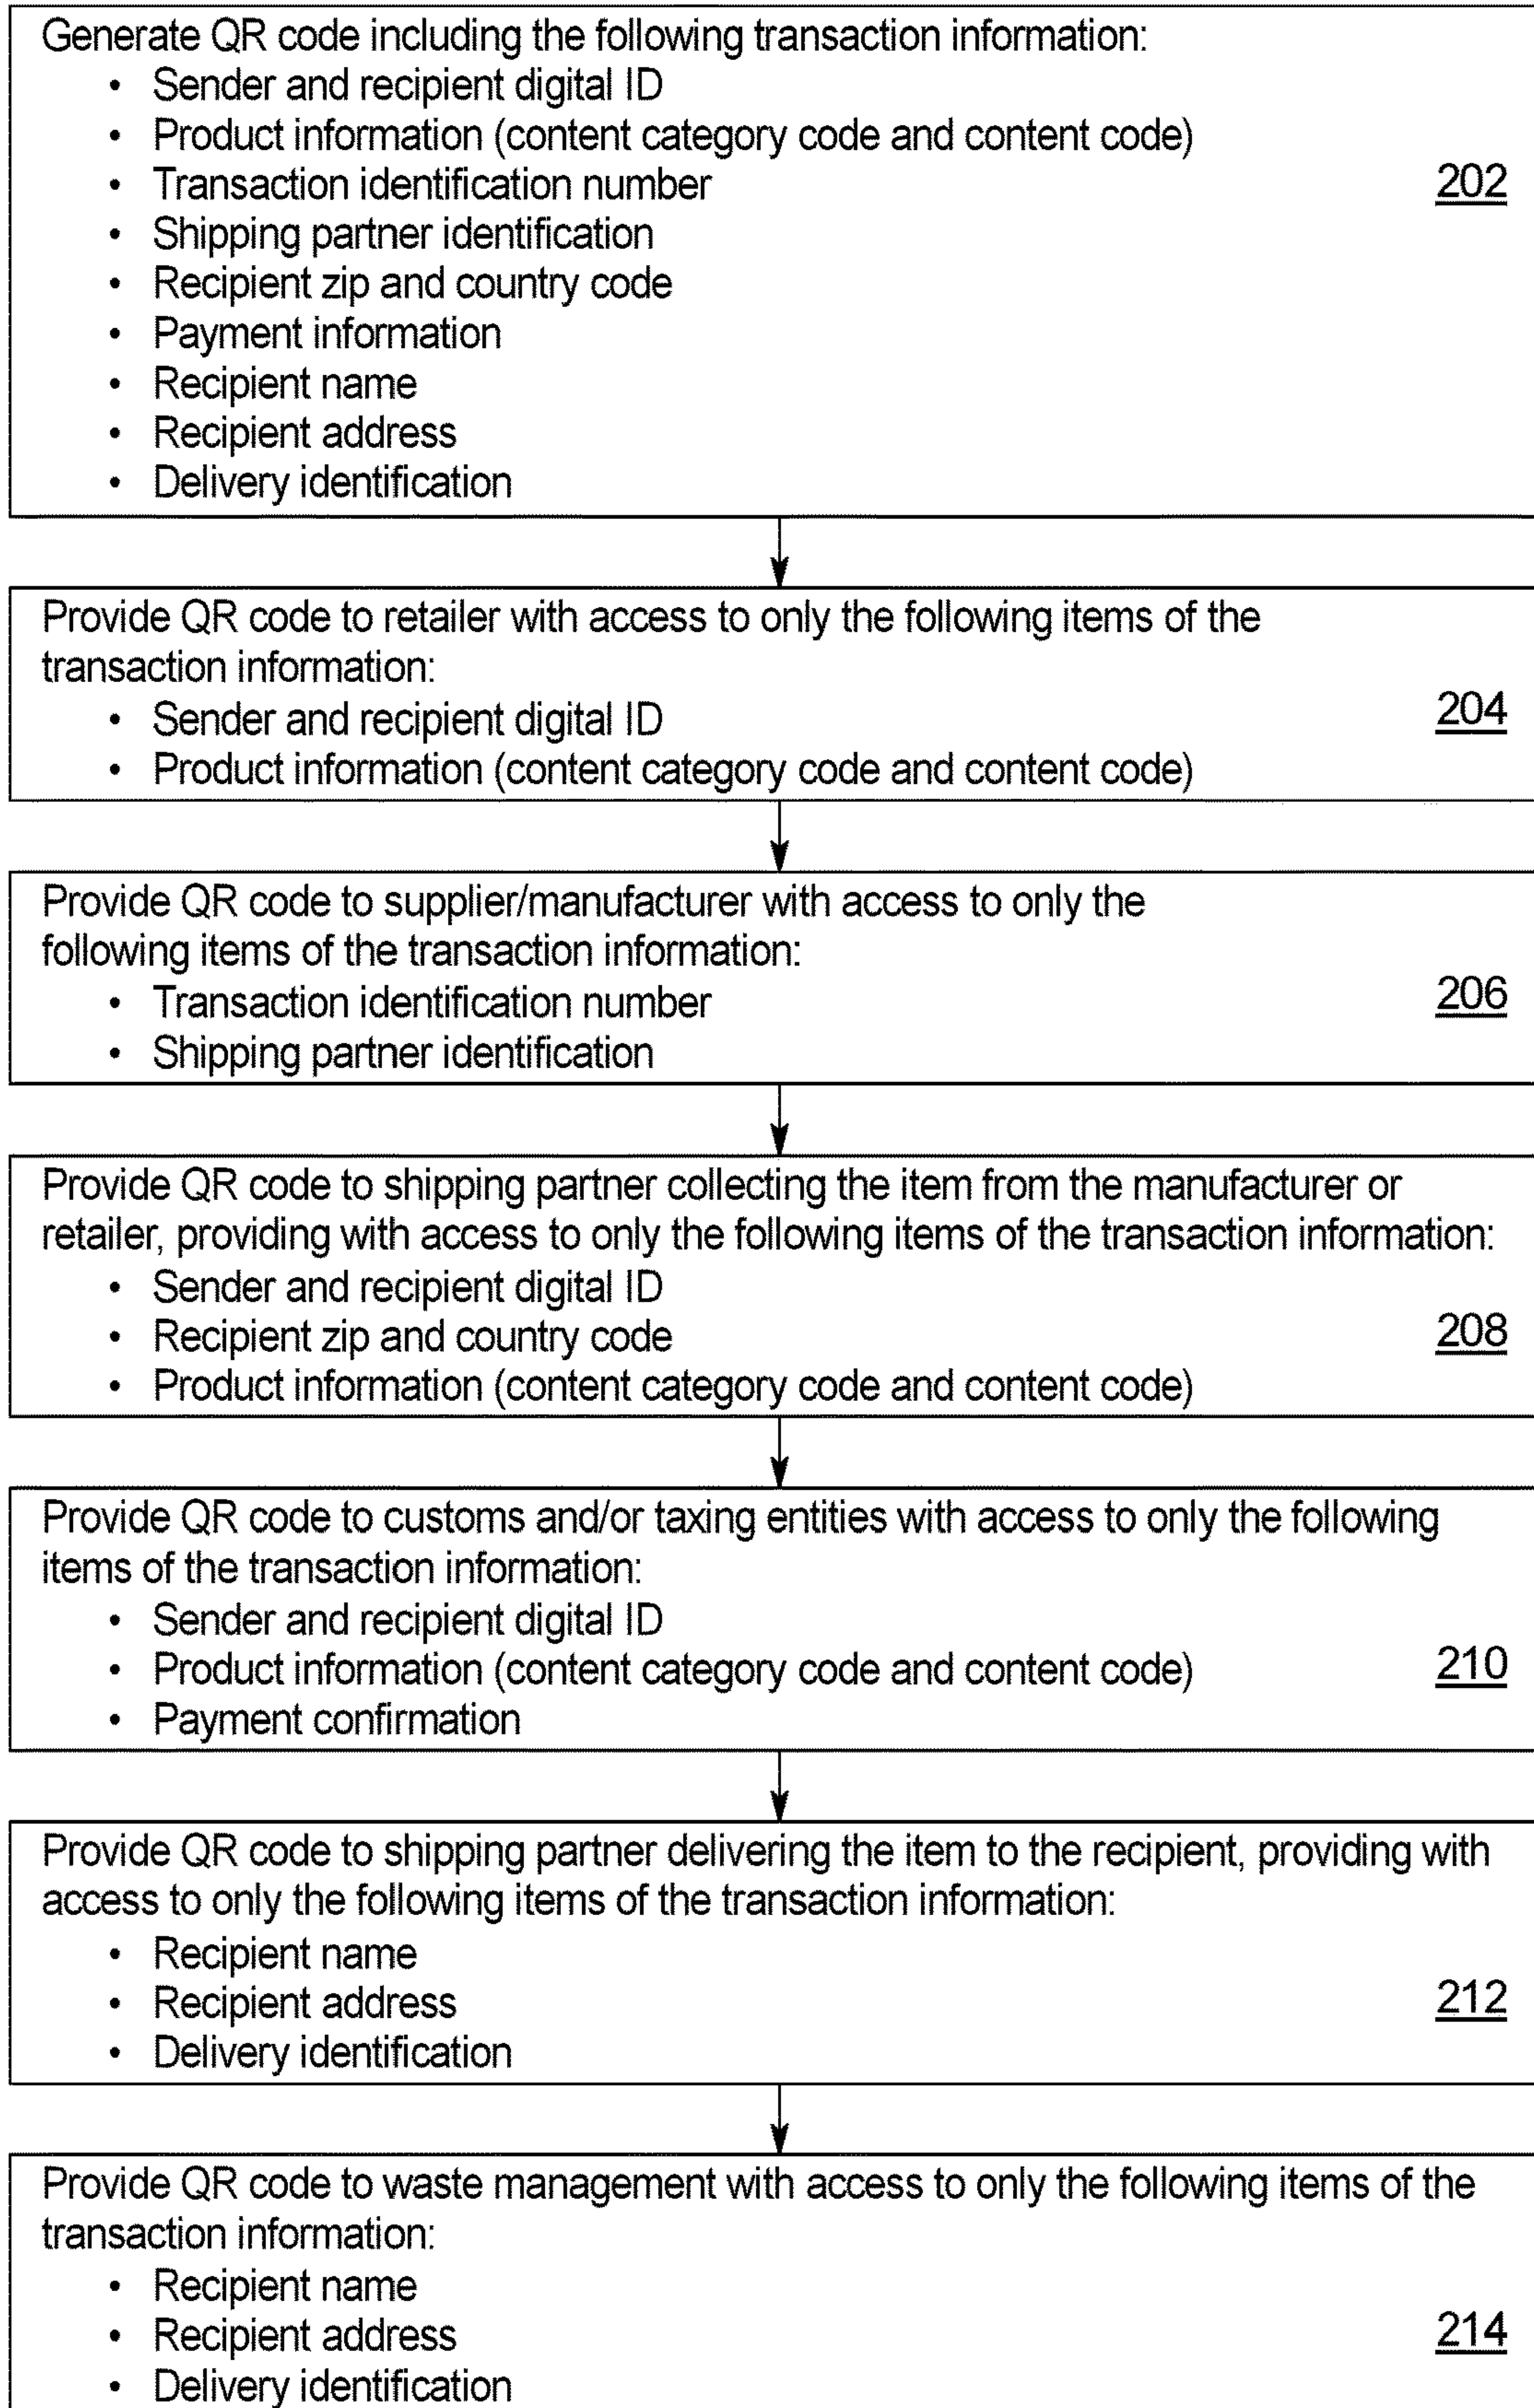 Generate QR code including the following transaction information:
• Sender and recipient digital ID
• Product information (content category code and content code)
• Transaction identification number
202
• Shipping partner identification
• Recipient zip and country code
• Payment information
• Recipient name
• Recipient address
• Delivery identification
Provide QR code to retailer with access to only the following items of the
transaction information:
• Sender and recipient digital ID
204
• Product information (content category code and content code)
Provide QR code to supplier/manufacturer with access to only the
following items of the transaction information:
• Transaction identification number
206
• Shipping partner identification
Provide QR code to shipping partner collecting the item from the manufacturer or
retailer, providing with access to only the following items of the transaction information:
• Sender and recipient digital ID
• Recipient zip and country code
208
• Product information (content category code and content code)
Provide QR code to customs and/or taxing entities with access to only the following
items of the transaction information:
• Sender and recipient digital ID
• Product information (content category code and content code)
210
• Payment confirmation
Provide QR code to shipping partner delivering the item to the recipient, providing with
access to only the following items of the transaction information:
• Recipient name
• Recipient address
212
• Delivery identification
Provide QR code to waste management with access to only the following items of the
transaction information:
• Recipient name
• Recipient address
214
• Delivery identification